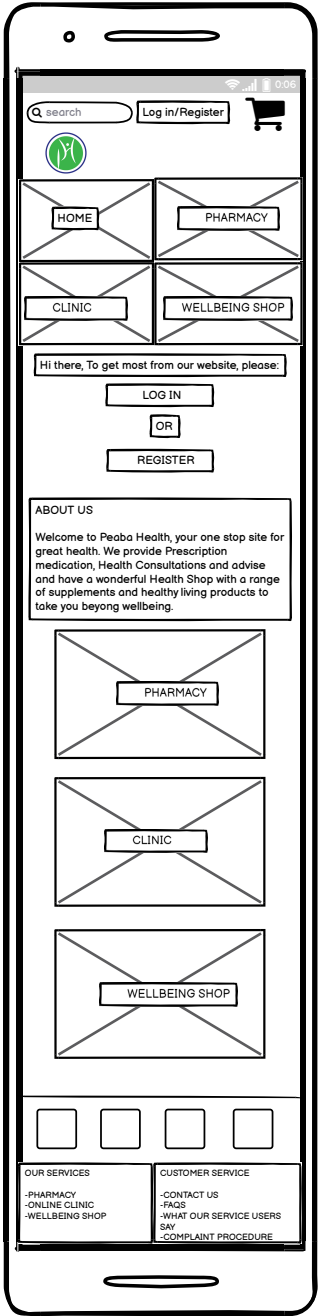 0:06
search
Log in/Register
HOME
PHARMACY
CLINIC
WELLBEING SHOP
Hi there, To get most from our website, please:
LOG IN
OR
REGISTER
ABOUT US
Welcome to Peaba Health, your one stop site for
great health. We provide Prescription
medication, Health Consultations and advise
and have a wonderful Health Shop with a range
of supplements and healthy living products to
take you beyong wellbeing.
PHARMACY
CLINIC
WELLBEING SHOP
OUR SERVICES
-PHARMACY
-ONLINE CLINIC
-WELLBEING SHOP
CUSTOMER SERVICE
-CONTACT US
-FAQS
-WHAT OUR SERVICE USERS
SAY
-COMPLAINT PROCEDURE